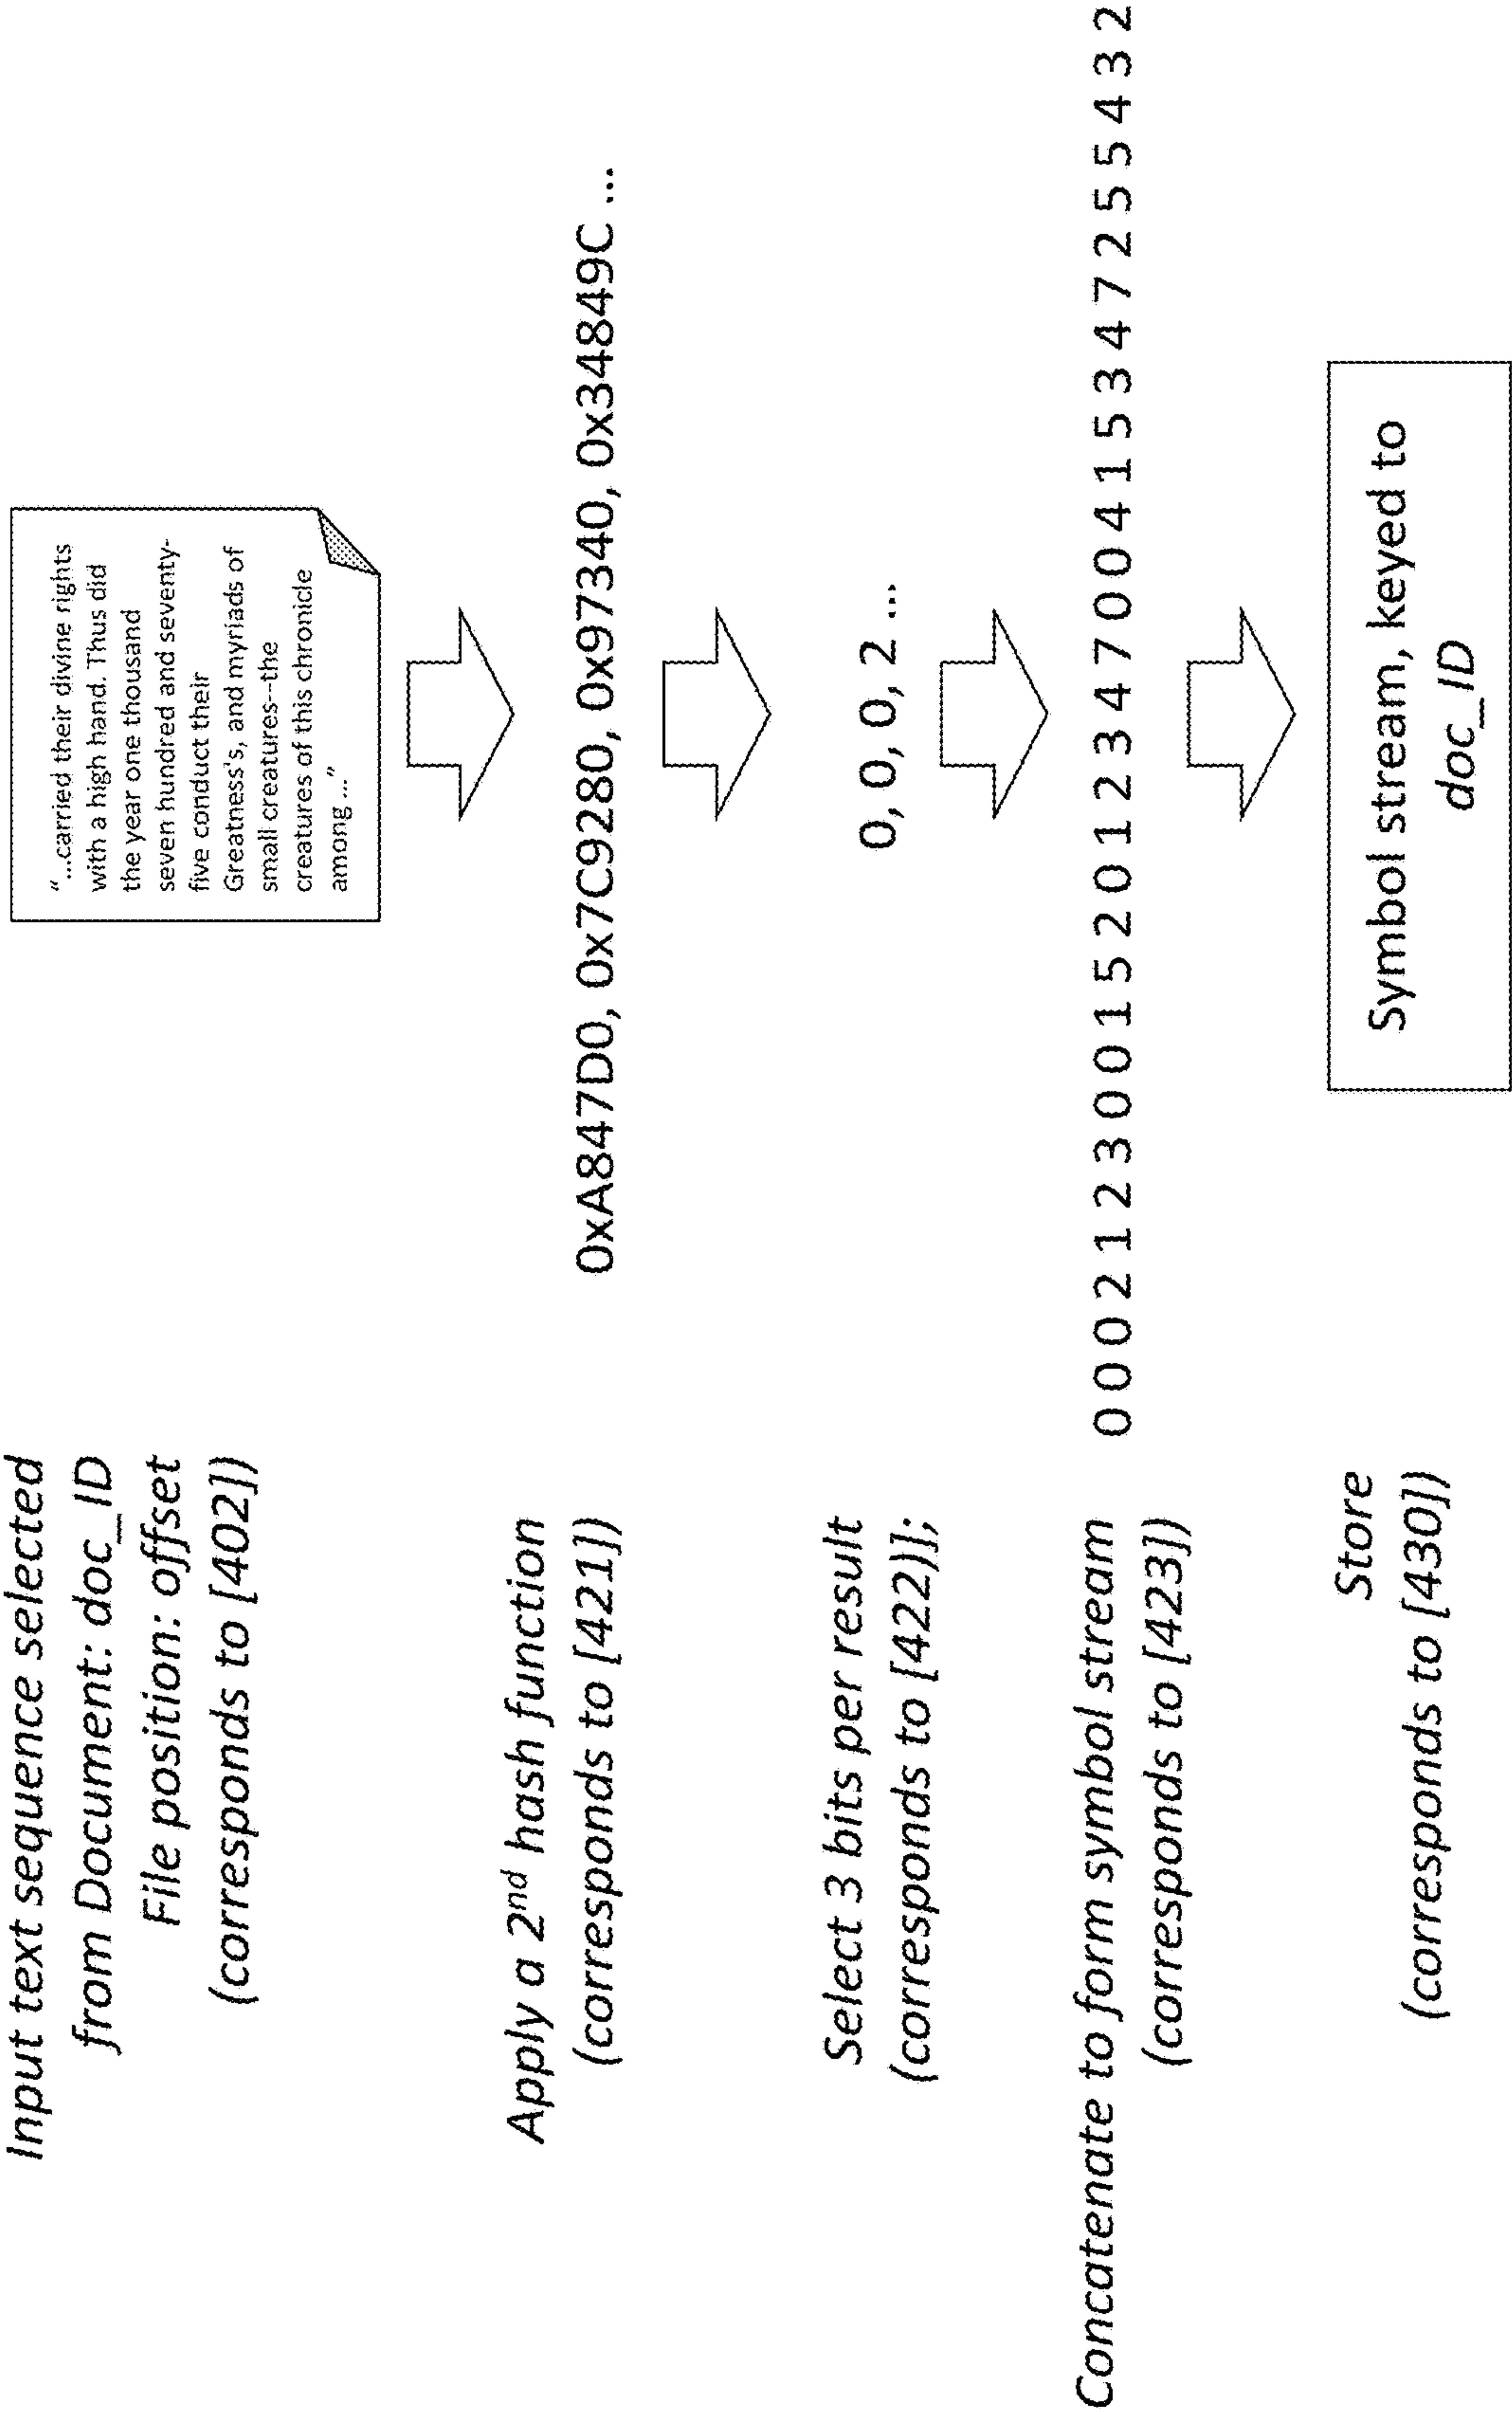 Input text sequence selected
from Document: doc_ID
File position: offset
(corresponds to [402])
“...carried their divine rights
with a high hand. Thus did
the year one thousand
seven hundred and seventy-
five conduct their
Greatness's, and myriads of
small creatures--the
creatures of this chronicle
among ...”
Apply a 2nd hash function
(corresponds to [421])
0xA847D0, 0x7C9280, 0x97340, 0x34849C ...
Select 3 bits per result
(corresponds to [422)];
0, 0, 0, 2 ...
Concatenate to form symbol stream
(corresponds to [423])
0 0 0 2 1 2 3 0 0 1 5 2 0 1 2 3 4 7 0 0 4 1 5 3 4 7 2 5 5 4 3 2
Store
(corresponds to [430])
Symbol stream, keyed to
doc_ID